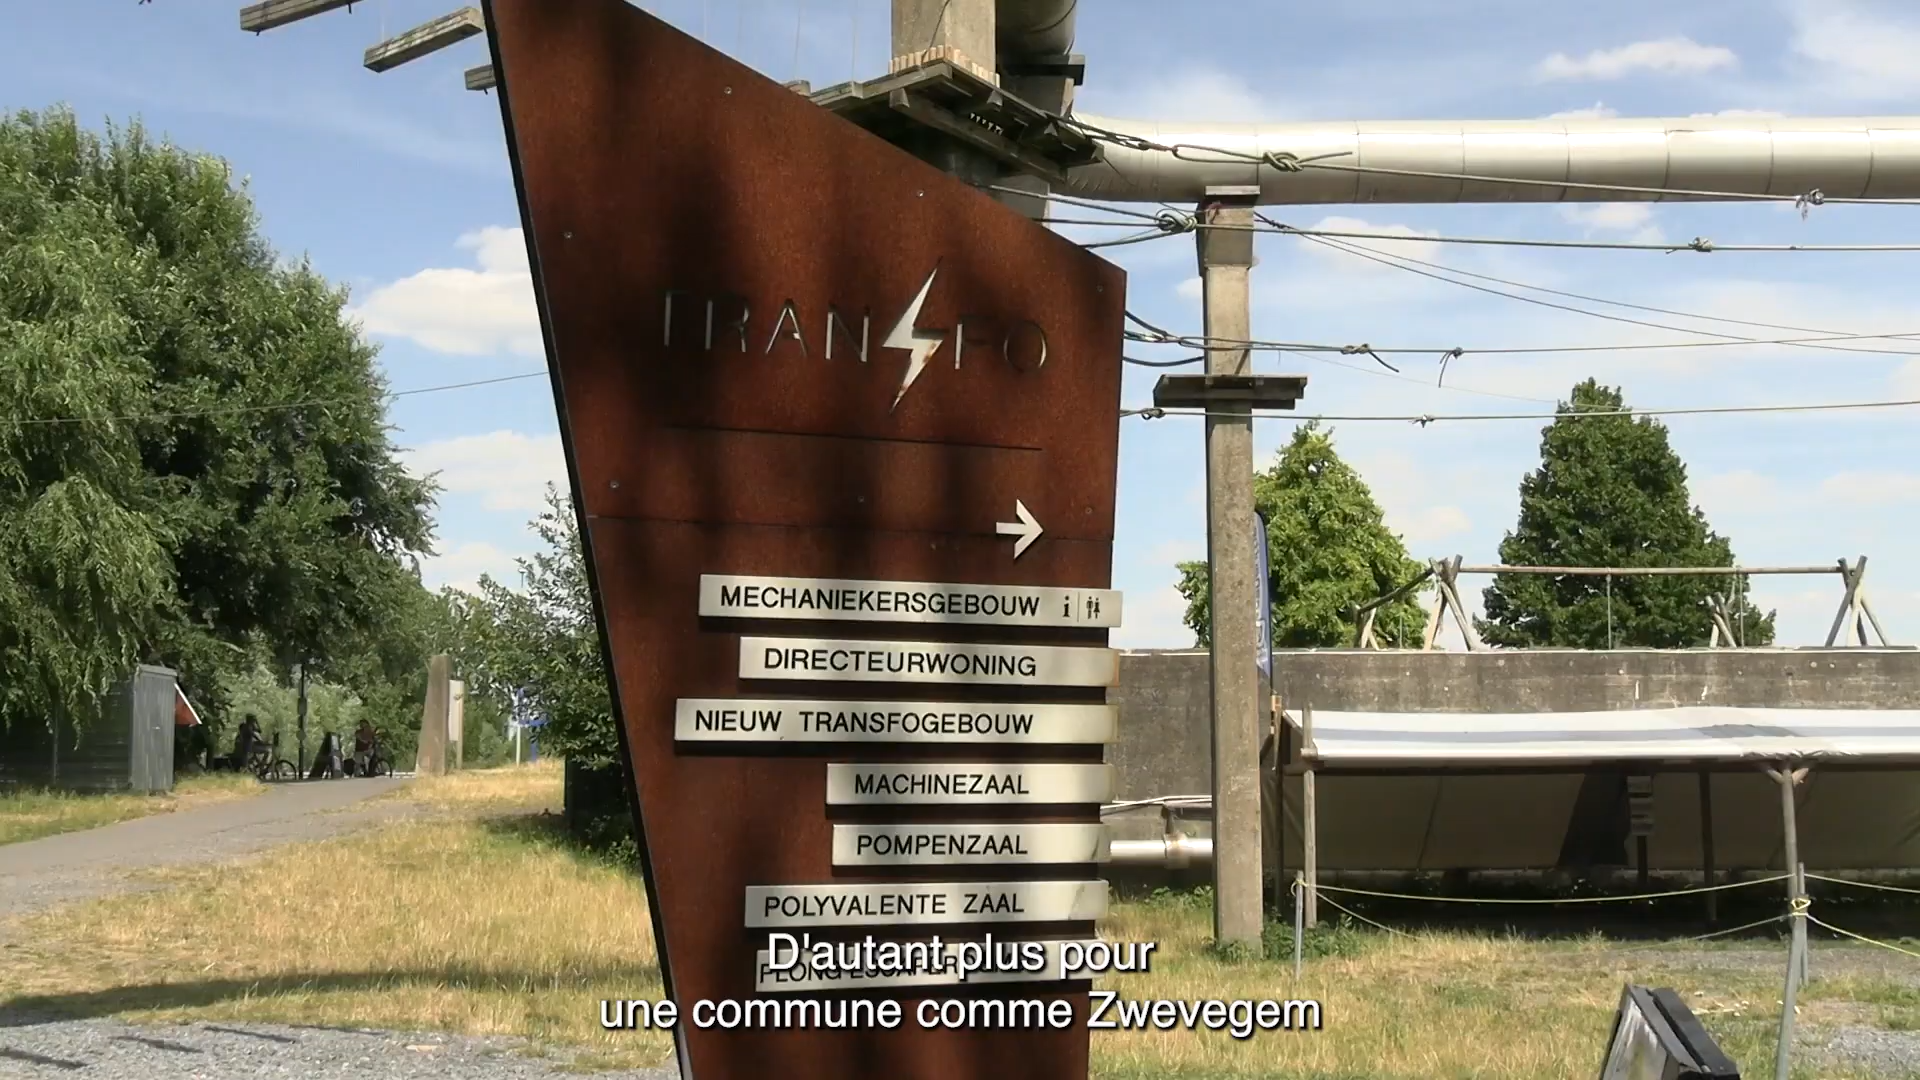 TRANSFO
MECHANIEKERSGEBOUW i
DIRECTEURWONING
NIEUW TRANSFOGEBOUW
MACHINEZAAL
POMPENZAAL
POLYVALENTE ZAAL
D'autant plus pour
une commune comme Zwevegem